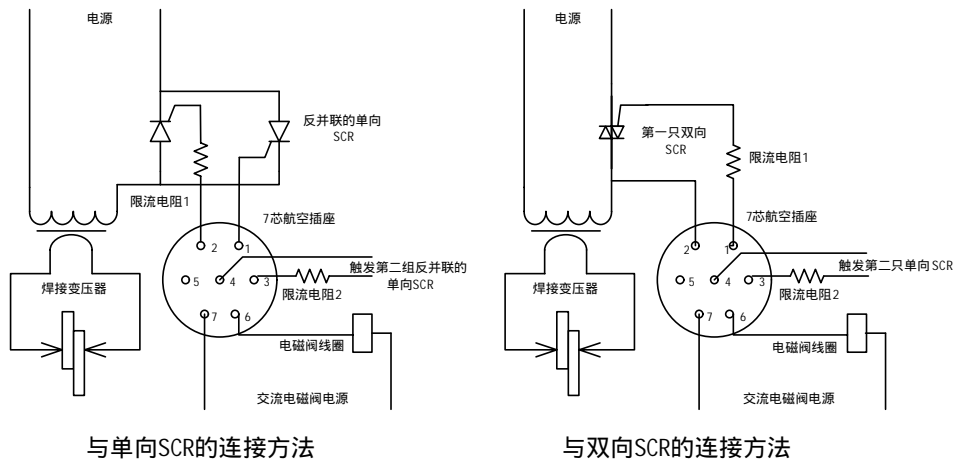 电源
反并联的单向
SCR
限流电阻1
7芯航空插座
2
1
5
4
3
触发第二组反并联的
单向SCR
限流电阻2
焊接变压器
7
6
电磁阀线圈
交流电磁阀电源
与单向SCR的连接方法
电源
第一只双向
SCR
限流电阻1
7芯航空插座
2
1
5
4
3
触发第二只单向SCR
限流电阻2
焊接变压器
7
6
电磁阀线圈
交流电磁阀电源
与双向SCR的连接方法